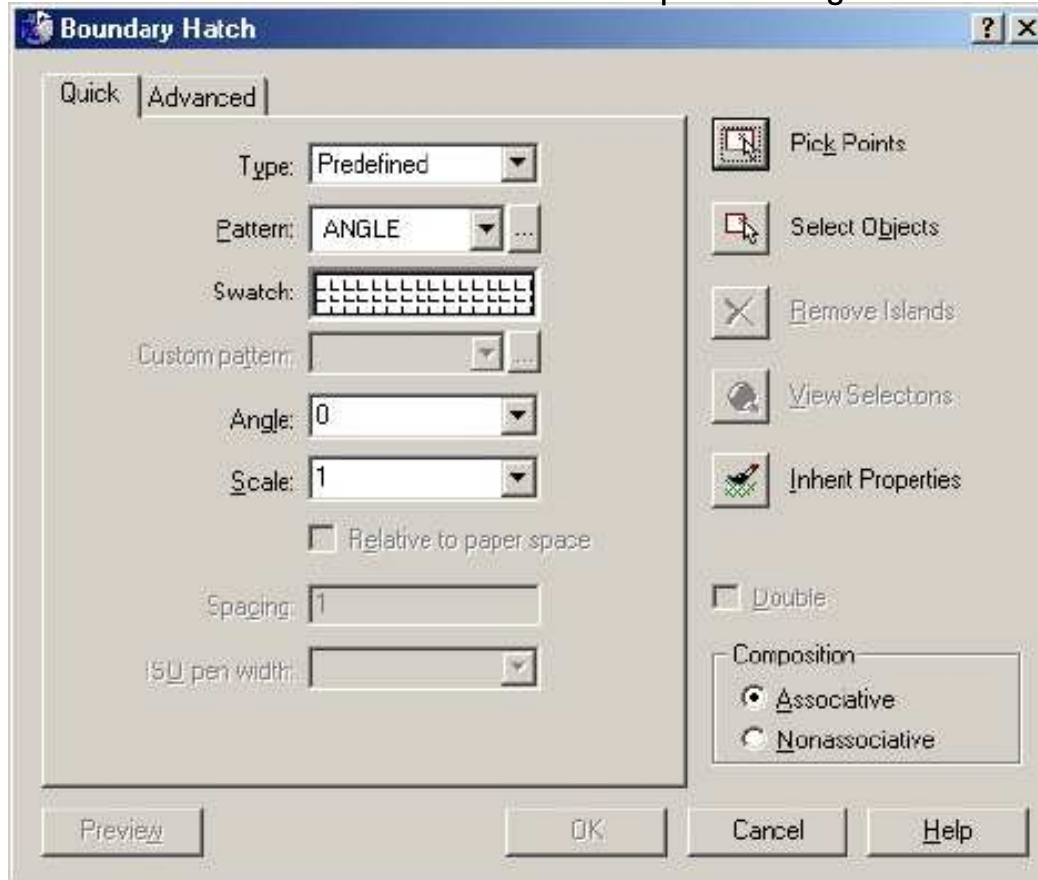 Boundary Hatch
Quick
Advanced
Type: Predefined
Pattern: ANGLE ...
Swatch:
Custom pattern: ...
Angle: 0
Scale: 1
Relative to paper space
Spacing: 1
ISO pen width:
Pick Points
Select Objects
Remove Islands
View Selections
Inherit Properties
Double
Composition
Associative
Nonassociative
Preview
OK
Cancel
Help